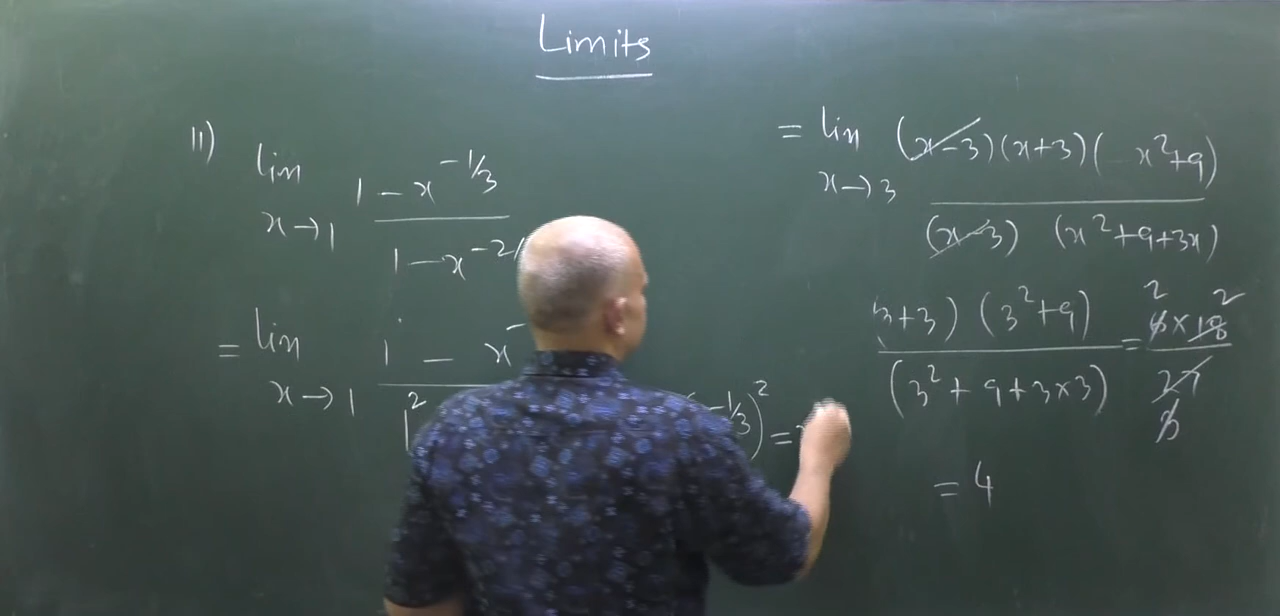 Limits
11) lim x→1 1 - x^-1/3
1 - x^-2/
= lim x→1 1 - x^-
1^2 -1/3)^2 =
= lim x→3 (x-3)(x+3)( x^2+9)
(x-3) (x^2+9+3x)
3+3) (3^2+9) = 6×18 2 2
(3^2+9+3×3) 27
= 4